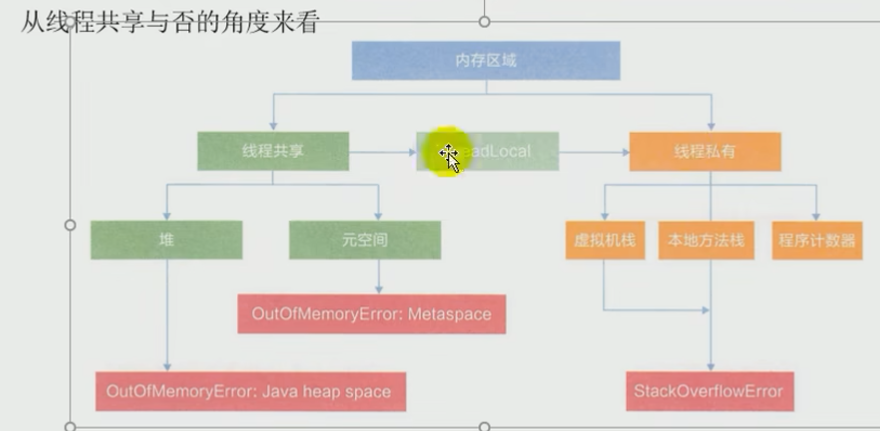 从线程共享与否的角度来看
内存区域
线程共享
eadLocal
线程私有
堆
元空间
虚拟机栈
本地方法栈
程序计数器
OutOfMemoryError: Metaspace
OutOfMemoryError: Java heap space
StackOverflowError